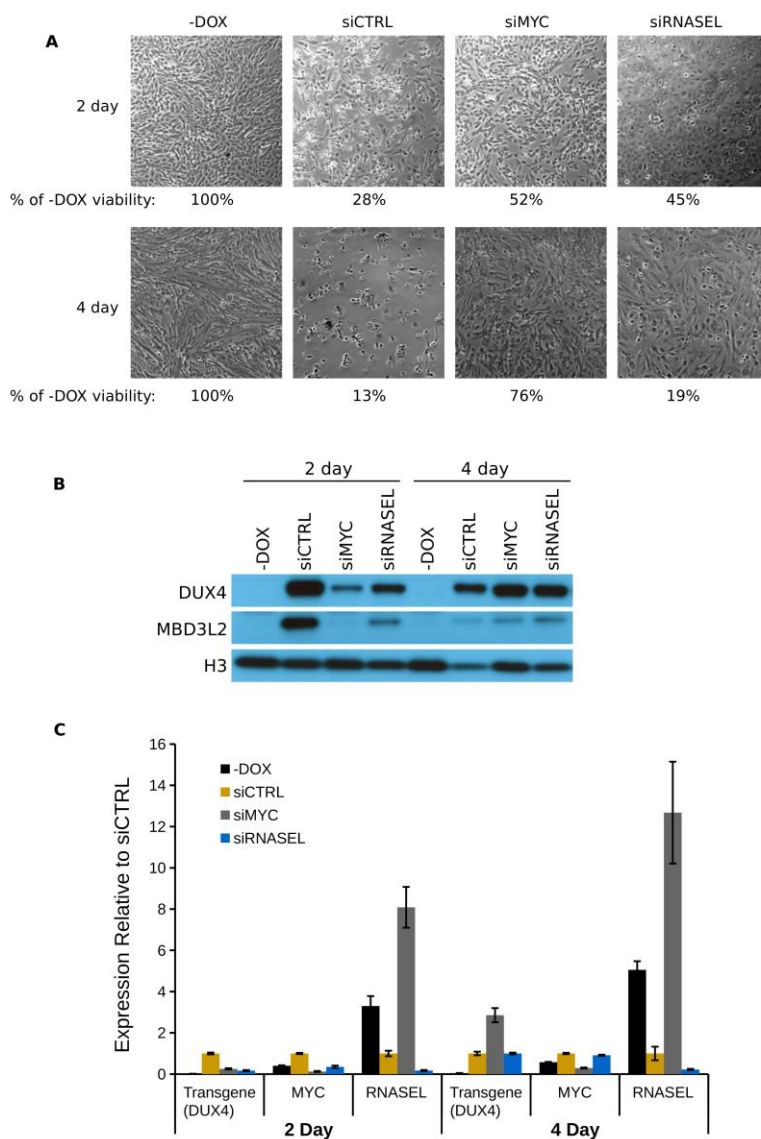 -DOX siCTRL siMYC siRNASEL
A
2 day
% of -DOX viability: 100% 28% 52% 45%
4 day
% of -DOX viability: 100% 13% 76% 19%
B
2 day 4 day
-DOX siCTRL siMYC siRNASEL -DOX siCTRL siMYC siRNASEL
DUX4
MBD3L2
H3
C
Expression Relative to siCTRL
16
14
12
10
8
6
4
2
0
-DOX
siCTRL
siMYC
siRNASEL
Transgene MYC RNASEL Transgene MYC RNASEL
(DUX4) (DUX4)
2 Day 4 Day